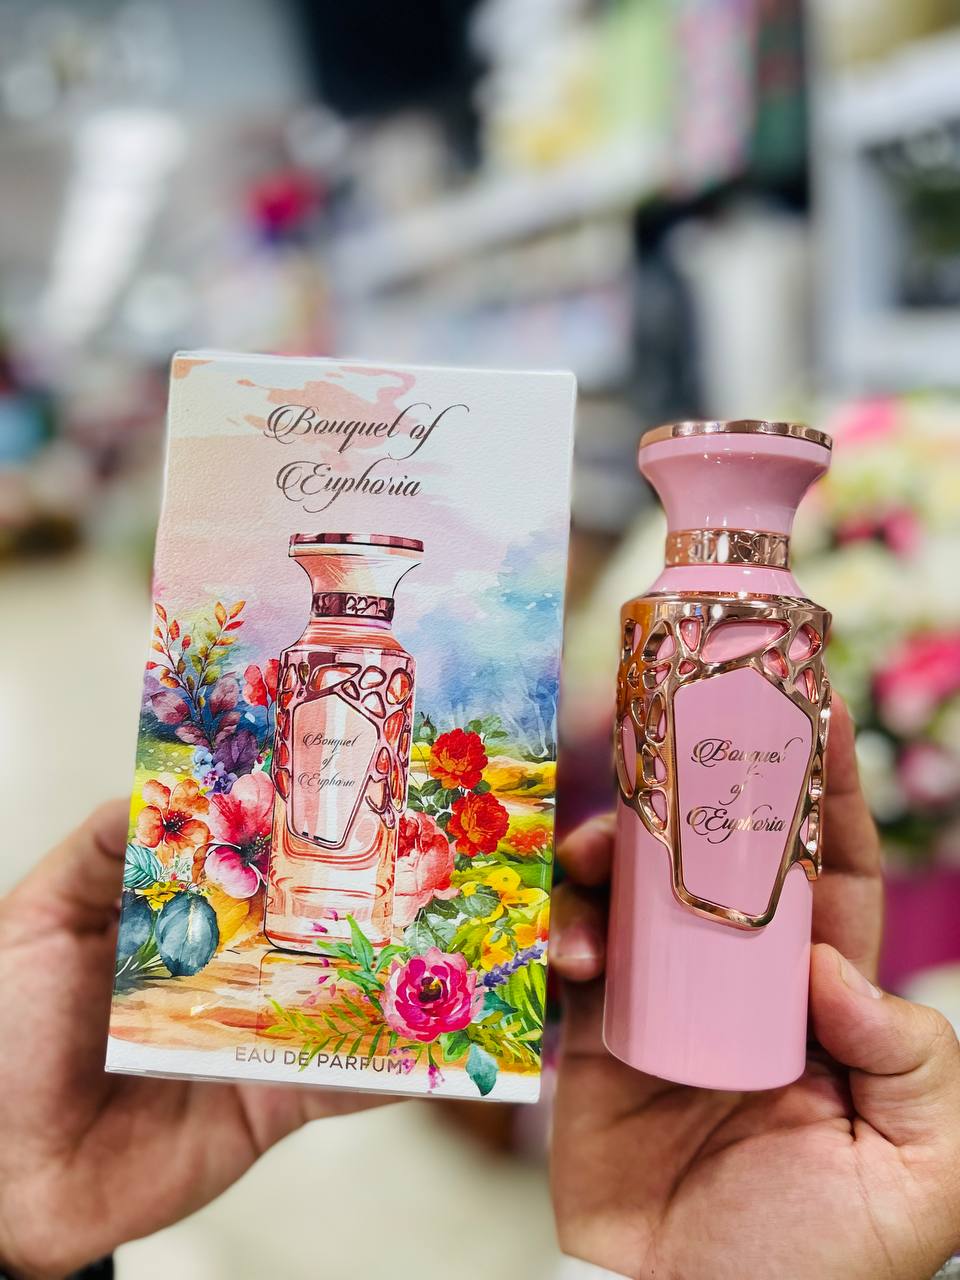 Bouquet of
Euphoria
Bouquet
of
Euphoria
EAU DE PARFUM
Bouquet
of
Euphoria